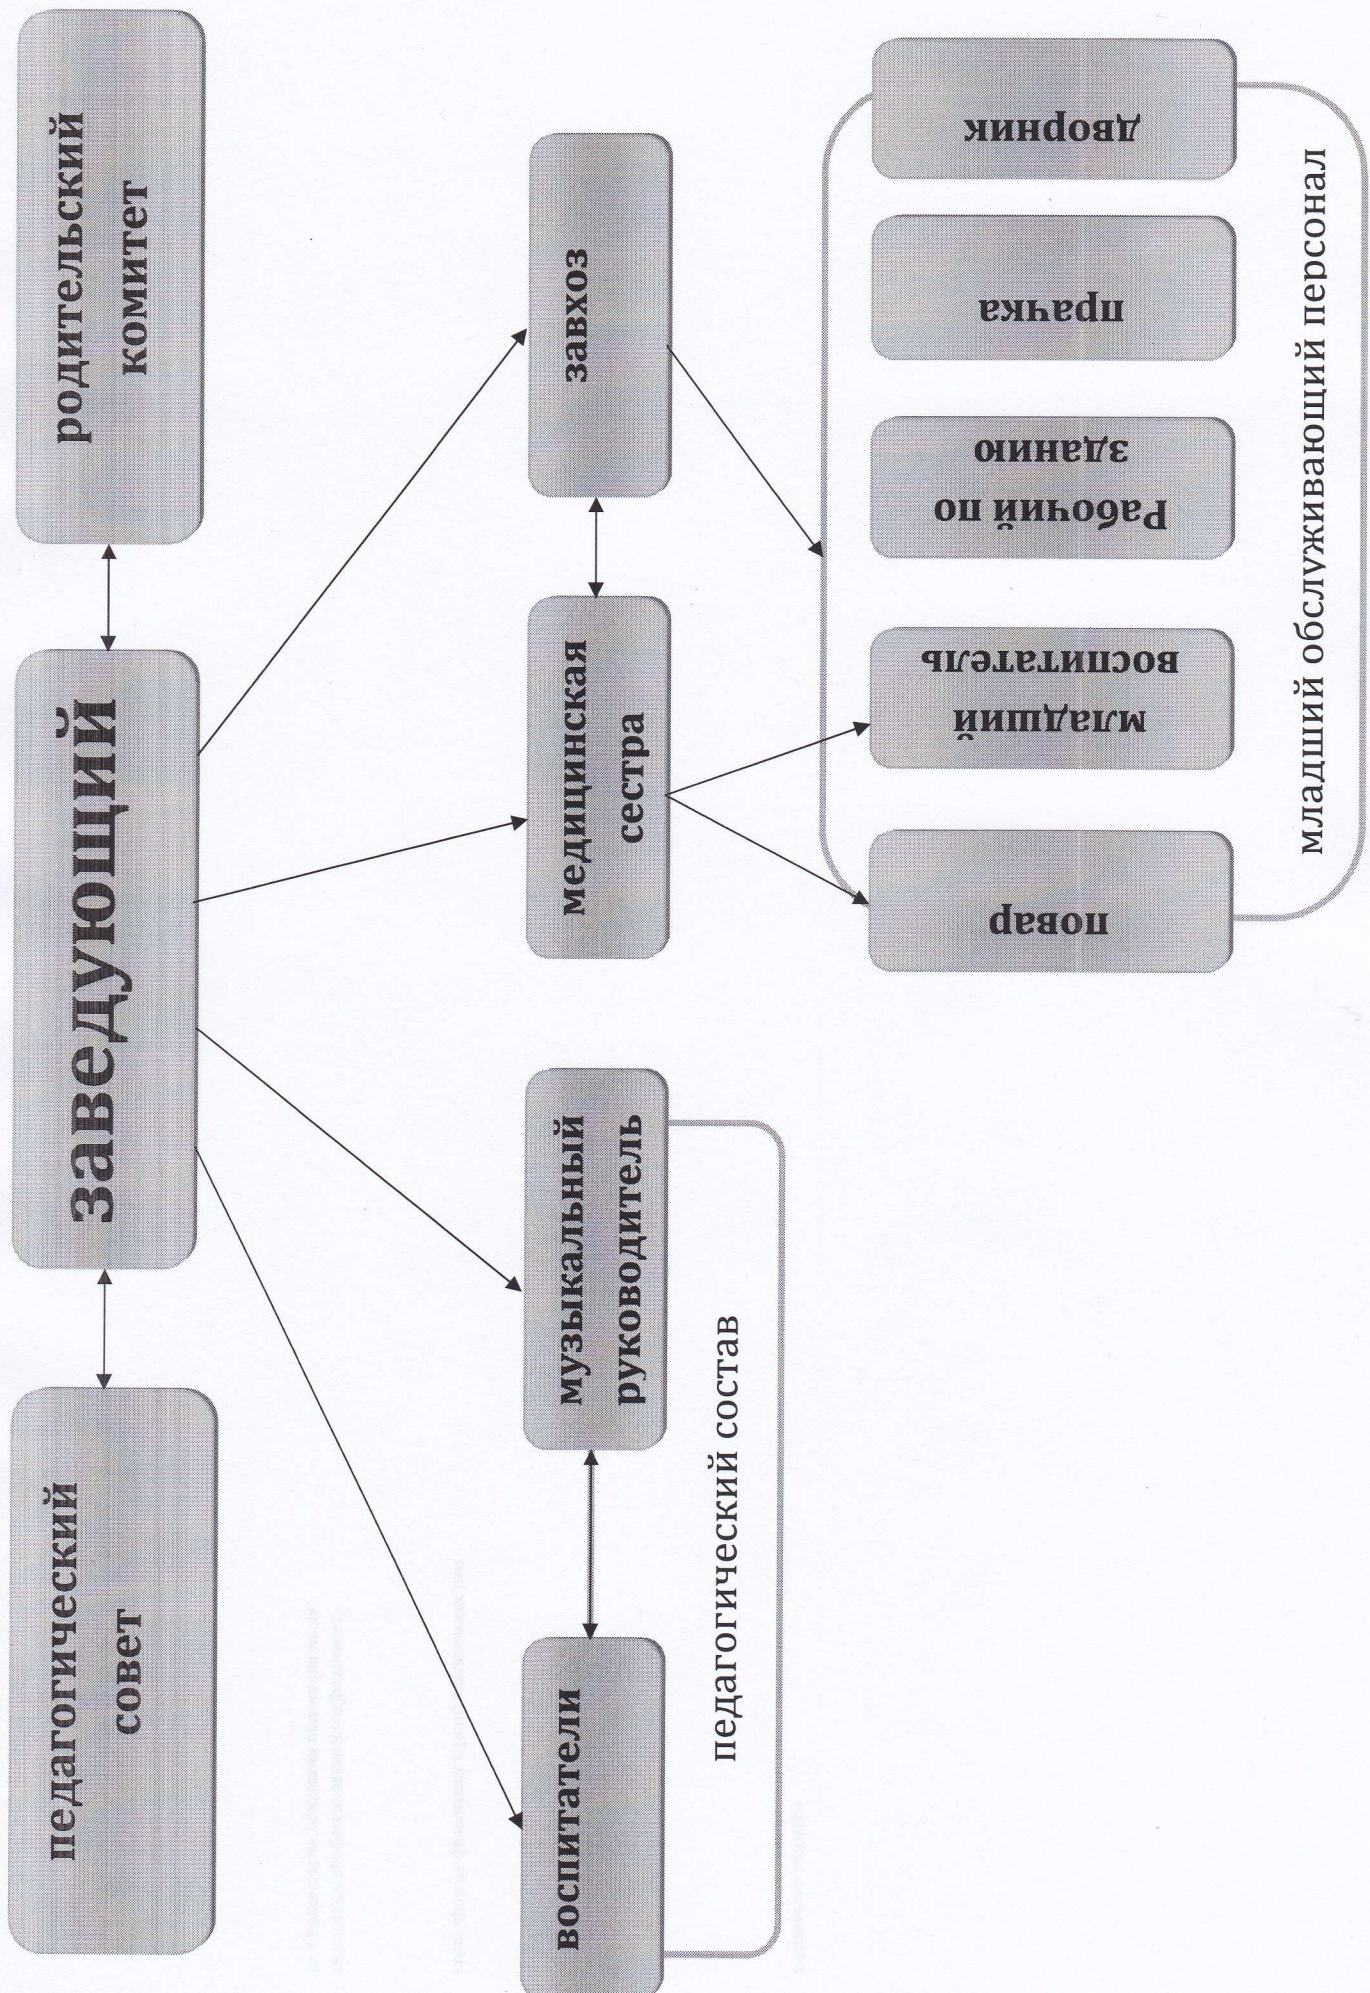 педагогический
совет
заведующий
родительский
комитет
воспитатели
музыкальный
руководитель
медицинская
сестра
завхоз
педагогический состав
повар
младший
воспитатель
Рабочий по
зданию
прачка
дворник
младший обслуживающий персонал